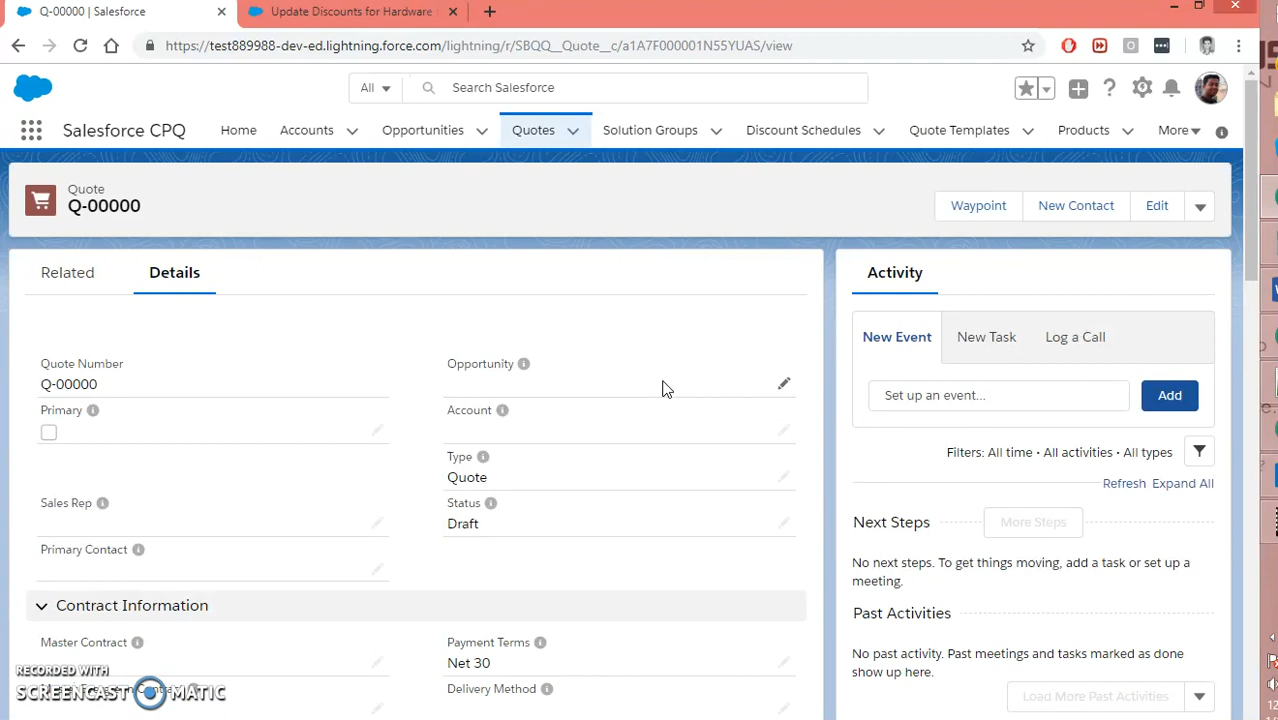 Q-00000 | Salesforce
Update Discounts for Hardware
https://test889988-dev-ed.lightning.force.com/lightning/r/SBQQ__Quote__c/a1A7F000001N55YUAS/view
All
Search Salesforce
Salesforce CPQ
Home
Accounts
Opportunities
Quotes
Solution Groups
Discount Schedules
Quote Templates
Products
More
Quote
Q-00000
Waypoint
New Contact
Edit
Related
Details
Quote Number
Q-00000
Primary
Sales Rep
Primary Contact
Opportunity
Account
Type
Quote
Status
Draft
Contract Information
Master Contract
Payment Terms
Net 30
Delivery Method
Activity
New Event
New Task
Log a Call
Set up an event...
Add
Filters: All time • All activities • All types
Refresh
Expand All
Next Steps
More Steps
No next steps. To get things moving, add a task or set up a
meeting.
Past Activities
No past activity. Past meetings and tasks marked as done
show up here.
Load More Past Activities
RECORDED WITH
SCREENCAST MATIC